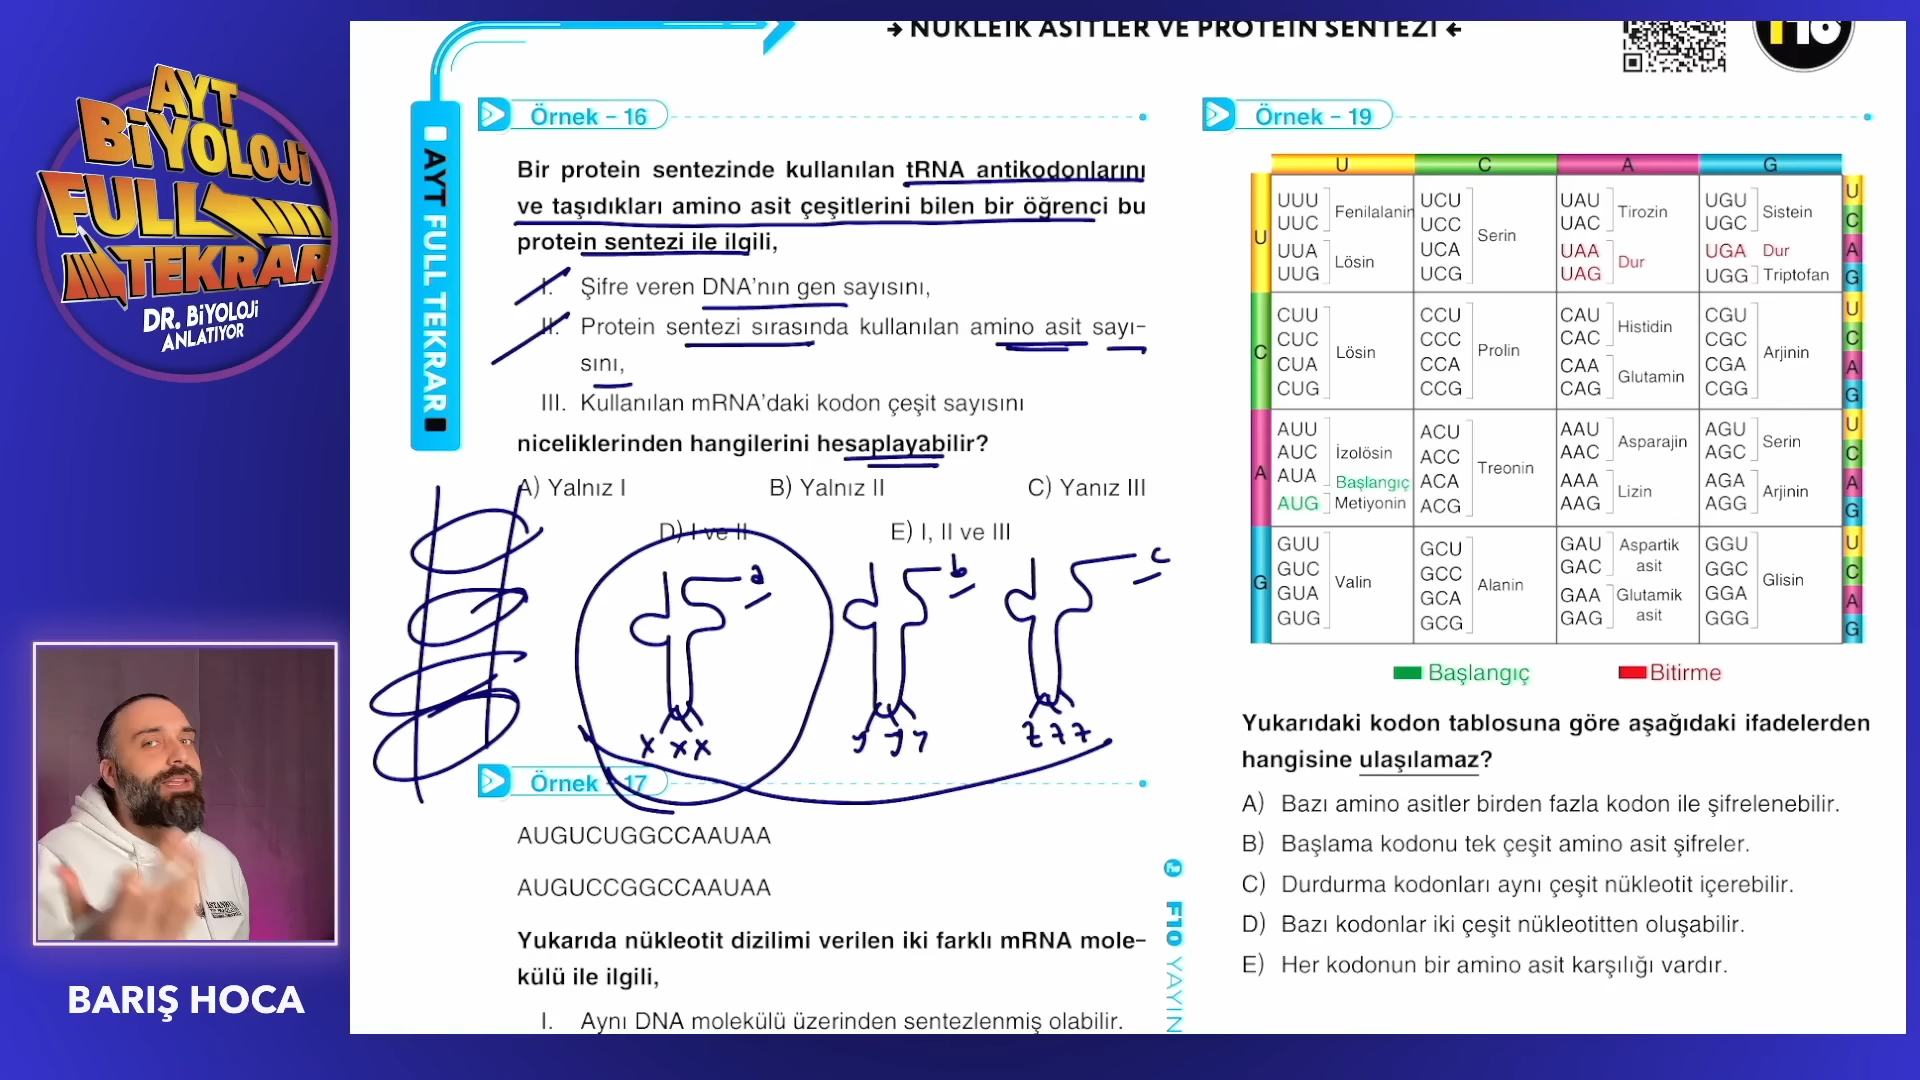 AYT
BİYOLOJİ
FULL
TEKRAR
DR. BİYOLOJİ
ANLATIYOR
BARIŞ HOCA
→ NÜKLEİK ASİTLER VE PROTEİN SENTEZİ ←
AYT FULL TEKRAR
Örnek – 16
Bir protein sentezinde kullanılan tRNA antikodonlarını
ve taşıdıkları amino asit çeşitlerini bilen bir öğrenci bu
protein sentezi ile ilgili,
I. Şifre veren DNA'nın gen sayısını,
II. Protein sentezi sırasında kullanılan amino asit sayı-
sını,
III. Kullanılan mRNA'daki kodon çeşit sayısını
niceliklerinden hangilerini hesaplayabilir?
A) Yalnız I B) Yalnız II C) Yanız III
D) I ve II E) I, II ve III
a b c
x x x y y y z z z
Örnek – 17
AUGUCUGGCCAAUAA
AUGUCCGGCCAAUAA
Yukarıda nükleotit dizilimi verilen iki farklı mRNA mole-
külü ile ilgili,
I. Aynı DNA molekülü üzerinden sentezlenmiş olabilir.
F10 YAYIN
Örnek – 19
U C A G
U
UUU UUC Fenilalanin
UUA UUG Lösin
UCU UCC UCA UCG Serin
UAU UAC Tirozin
UAA UAG Dur
UGU UGC Sistein
UGA Dur
UGG Triptofan
U C A G
C
CUU CUC CUA CUG Lösin
CCU CCC CCA CCG Prolin
CAU CAC Histidin
CAA CAG Glutamin
CGU CGC CGA CGG Arjinin
U C A G
A
AUU AUC AUA İzolösin
AUG Başlangıç Metiyonin
ACU ACC ACA ACG Treonin
AAU AAC Asparajin
AAA AAG Lizin
AGU AGC Serin
AGA AGG Arjinin
U C A G
G
GUU GUC GUA GUG Valin
GCU GCC GCA GCG Alanin
GAU GAC Aspartik asit
GAA GAG Glutamik asit
GGU GGC GGA GGG Glisin
U C A G
Başlangıç Bitirme
Yukarıdaki kodon tablosuna göre aşağıdaki ifadelerden
hangisine ulaşılamaz?
A) Bazı amino asitler birden fazla kodon ile şifrelenebilir.
B) Başlama kodonu tek çeşit amino asit şifreler.
C) Durdurma kodonları aynı çeşit nükleotit içerebilir.
D) Bazı kodonlar iki çeşit nükleotitten oluşabilir.
E) Her kodonun bir amino asit karşılığı vardır.